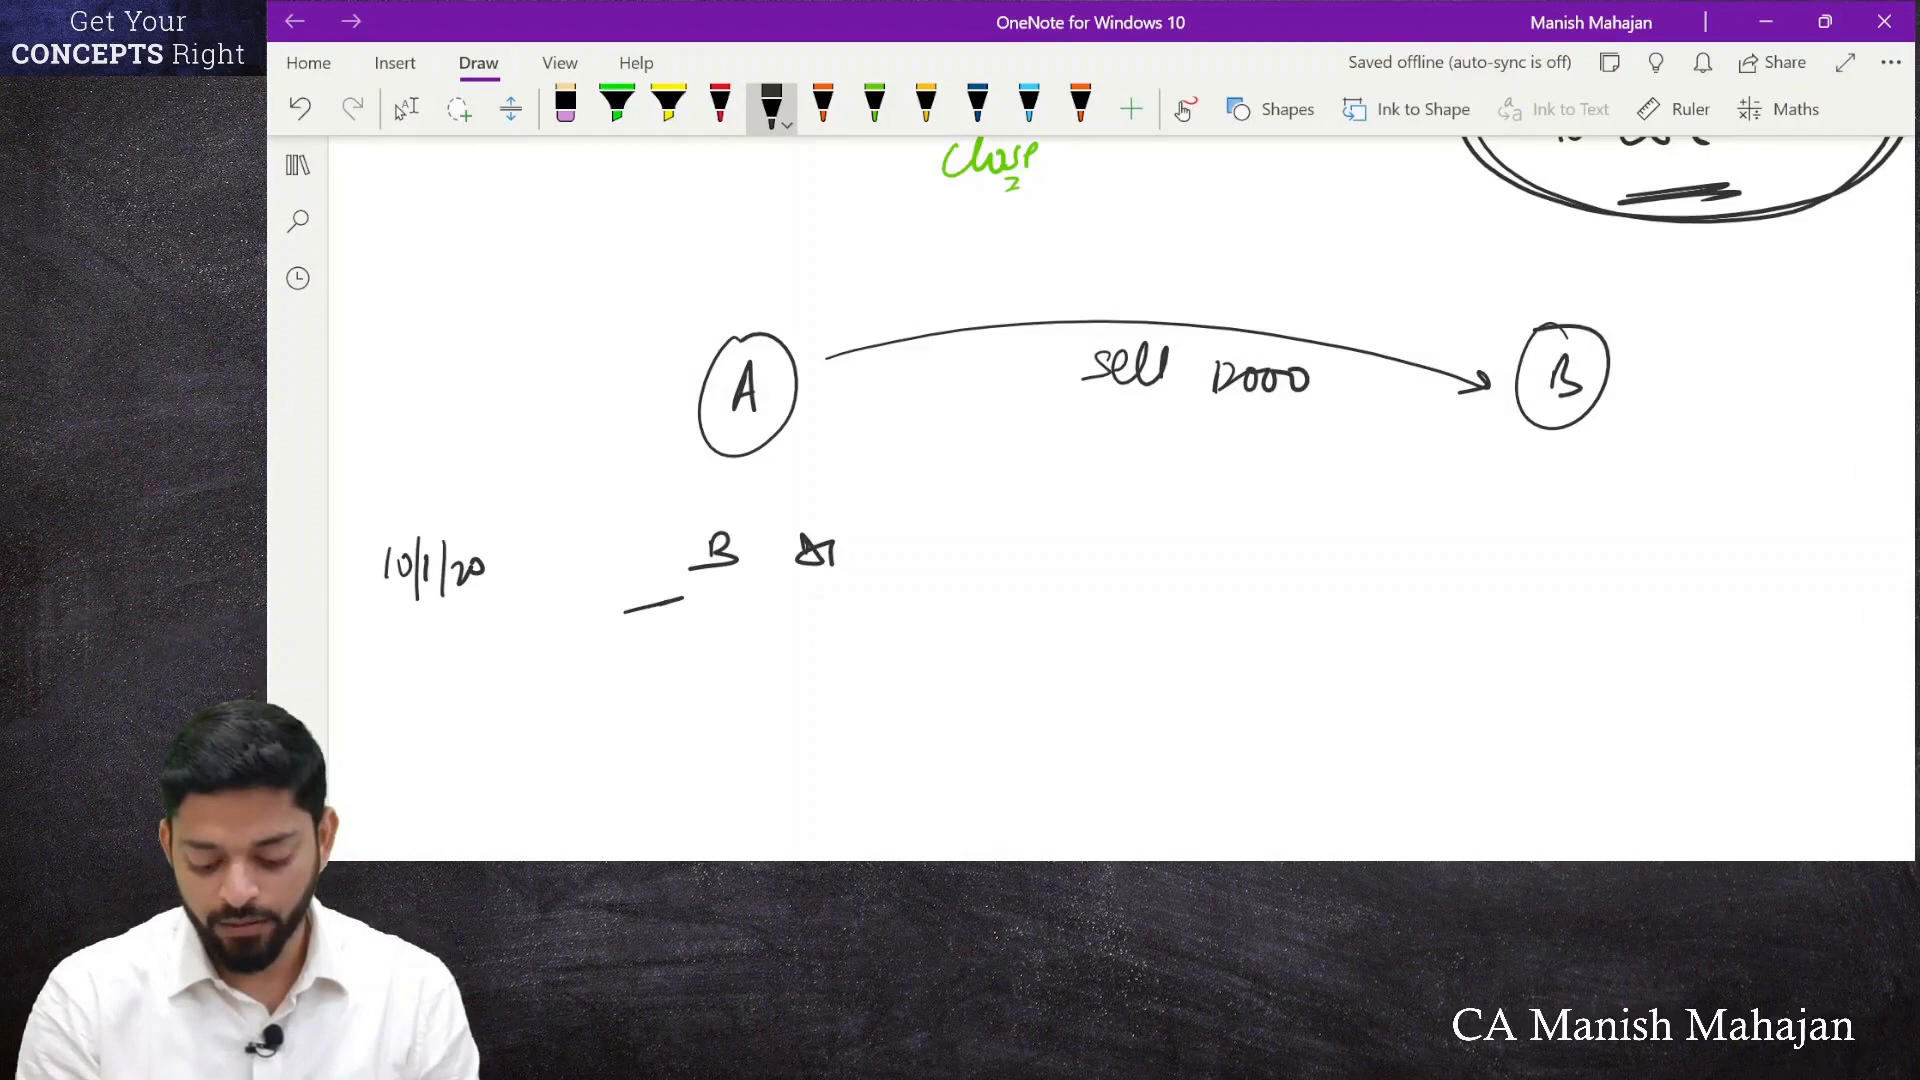 Get Your
CONCEPTS Right
OneNote for Windows 10
Manish Mahajan
Home
Insert
Draw
View
Help
Saved offline (auto-sync is off)
Share
Shapes
Ink to Shape
Ink to Text
Ruler
Maths
sell 12000
A
B
10/1/20
B
CA Manish Mahajan